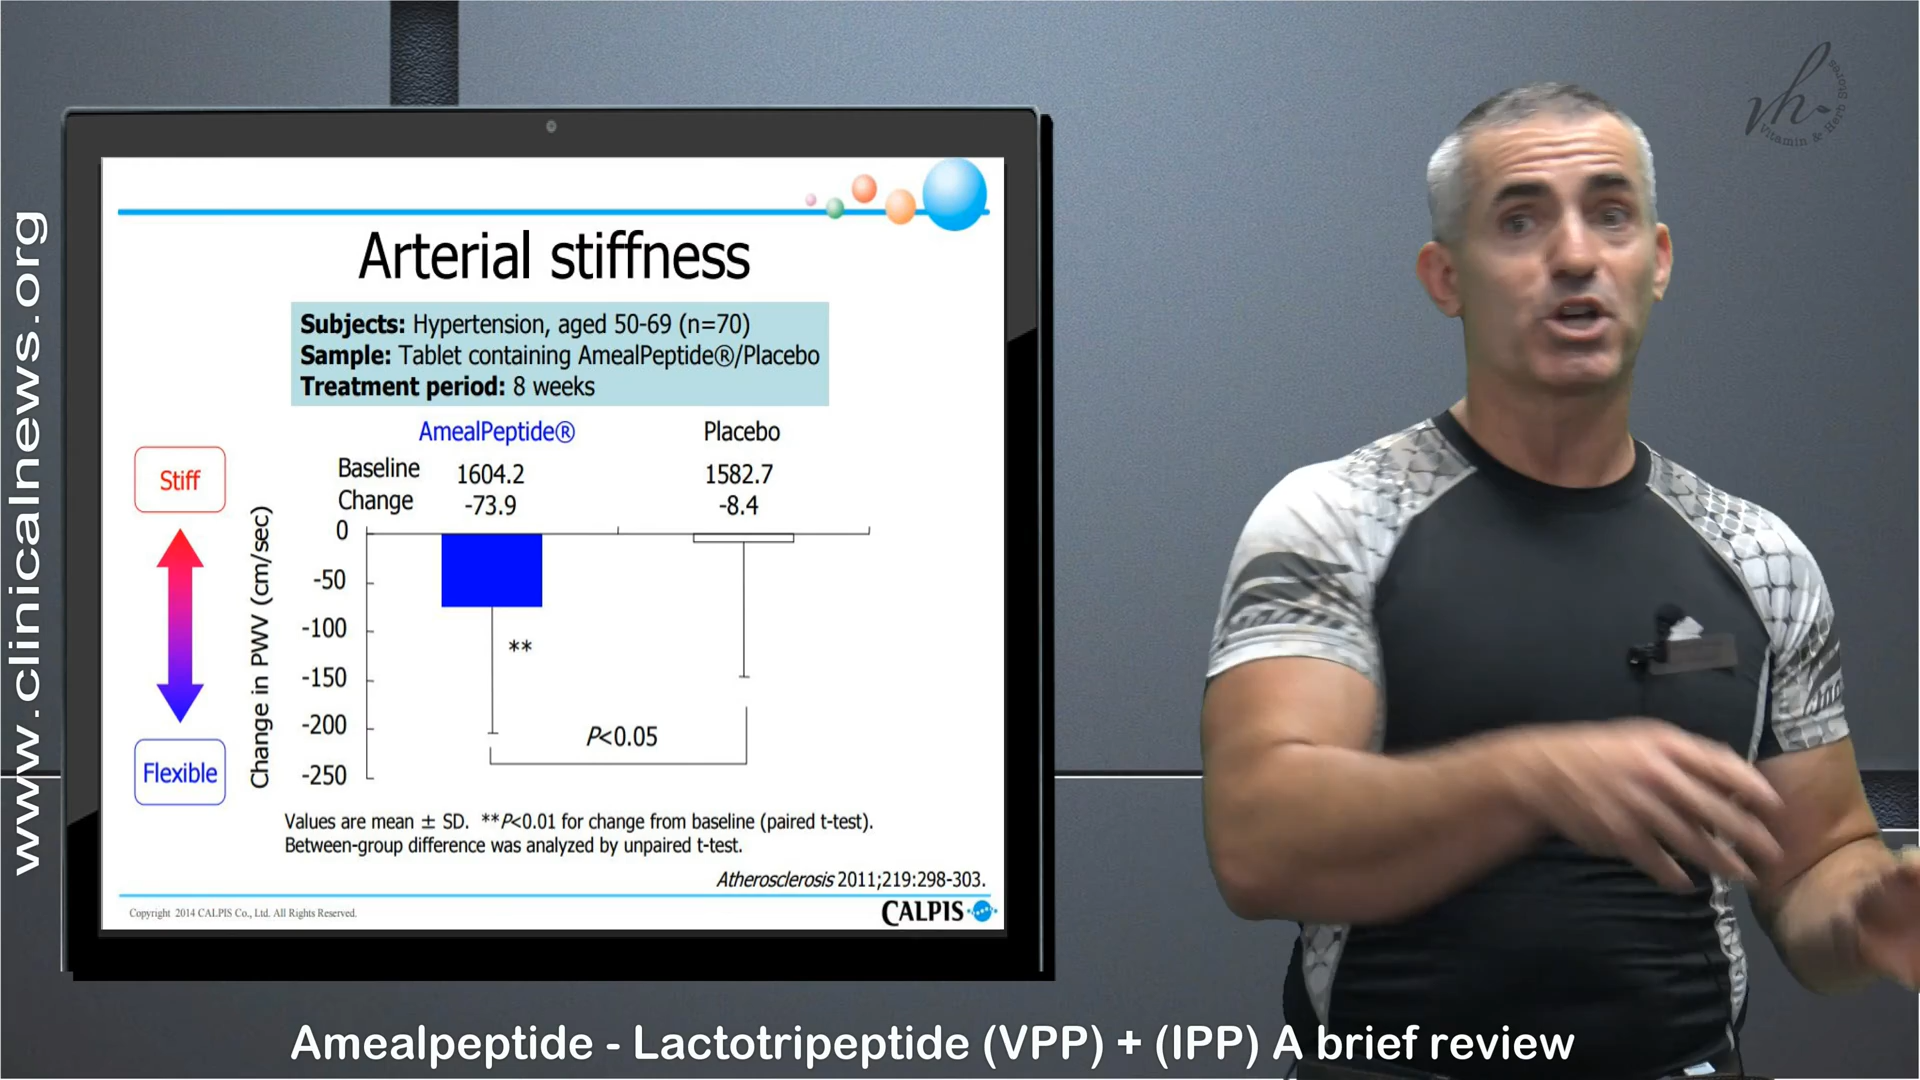 www.clinicalnews.org
vh
Vitamin & Herb Stores
Arterial stiffness
Subjects: Hypertension, aged 50-69 (n=70)
Sample: Tablet containing AmealPeptide®/Placebo
Treatment period: 8 weeks
AmealPeptide® Placebo
Baseline 1604.2 1582.7
Change -73.9 -8.4
Stiff
Flexible
Change in PWV (cm/sec)
0
-50
-100
-150
-200
-250
**
P<0.05
Values are mean ± SD. **P<0.01 for change from baseline (paired t-test).
Between-group difference was analyzed by unpaired t-test.
Atherosclerosis 2011;219:298-303.
Copyright 2014 CALPIS Co., Ltd. All Rights Reserved.
CALPIS
Amealpeptide - Lactotripeptide (VPP) + (IPP) A brief review